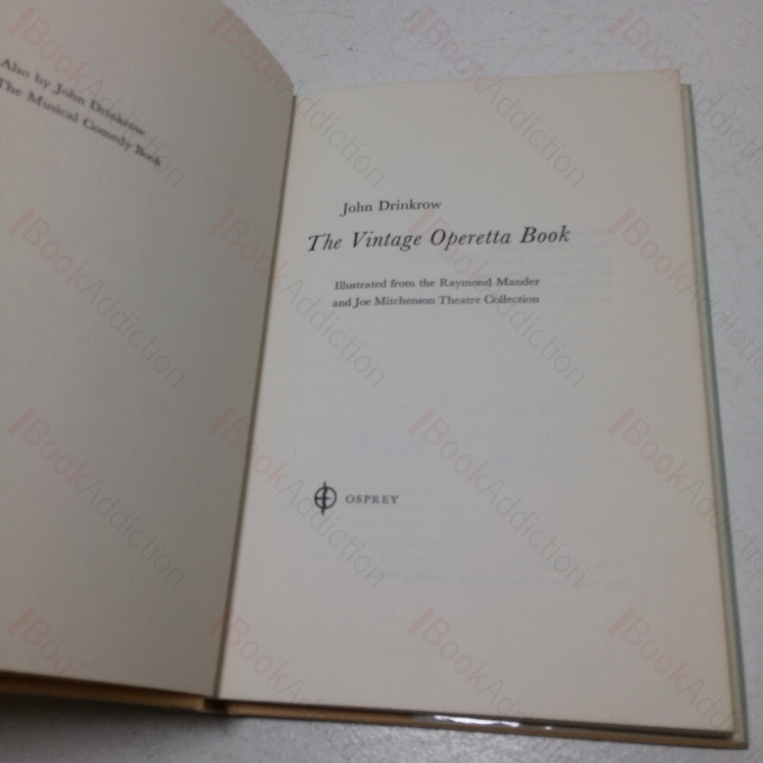 Also by John Drinkrow
The Musical Comedy Book
John Drinkrow
The Vintage Operetta Book
Illustrated from the Raymond Mander
and Joe Mitchenson Theatre Collection
OSPREY
BookAddiction